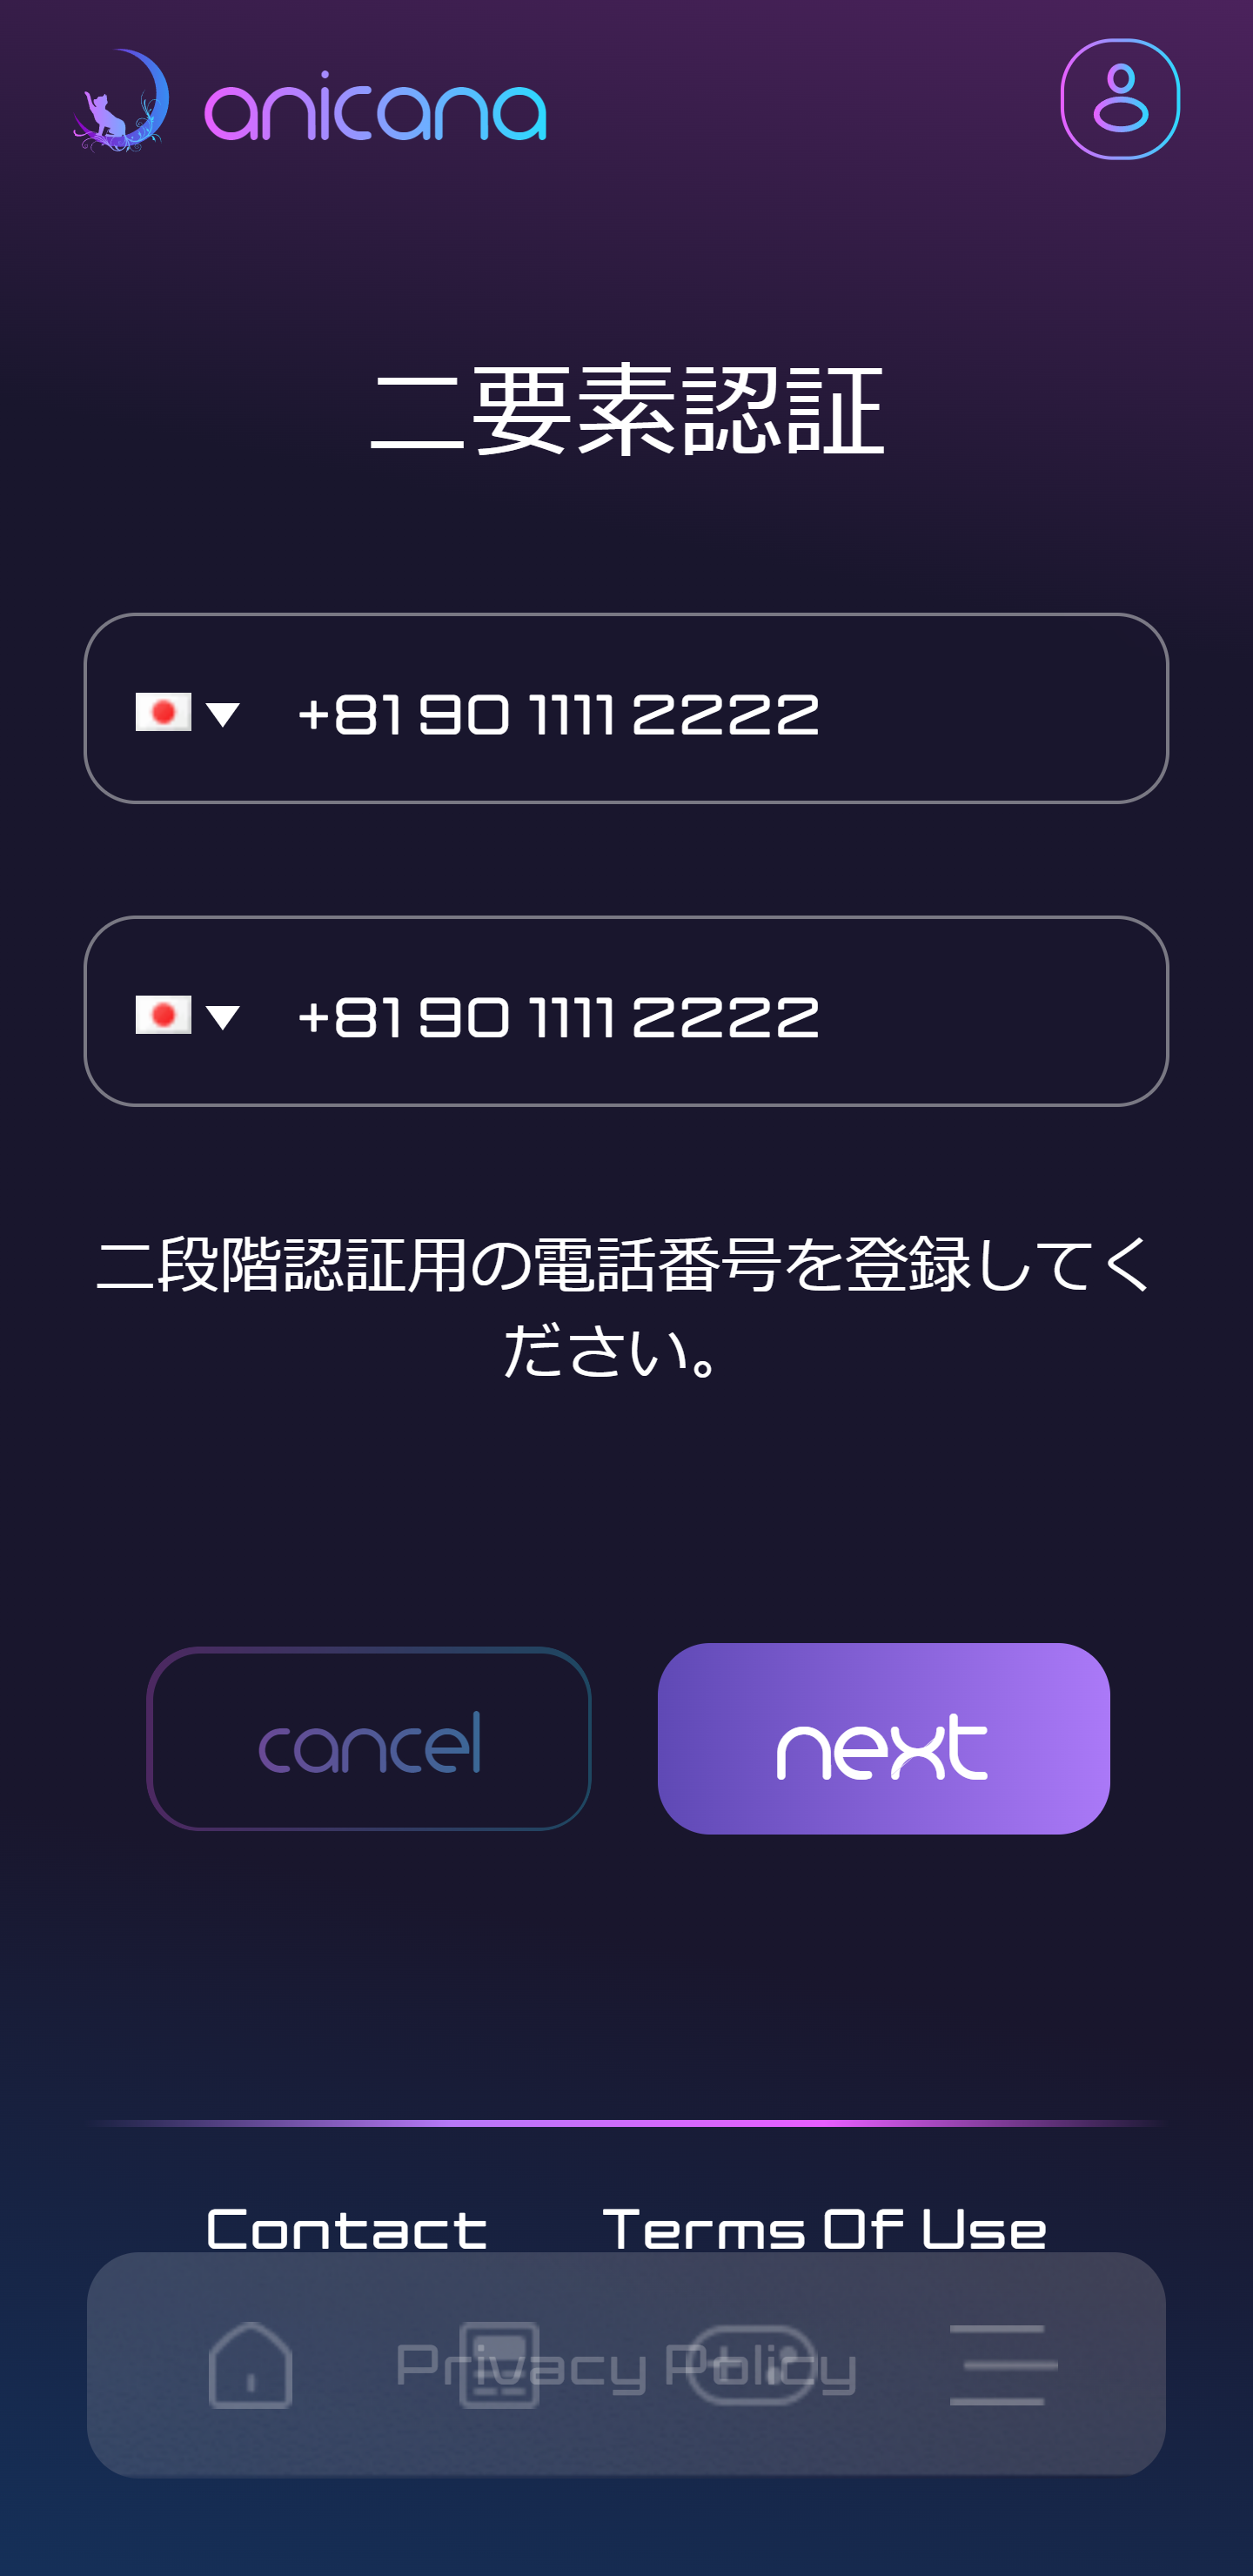 anicana
二要素認証
+81 90 1111 2222
+81 90 1111 2222
二段階認証用の電話番号を登録してく
ださい。
cancel
next
Contact
Terms Of Use
Privacy Policy